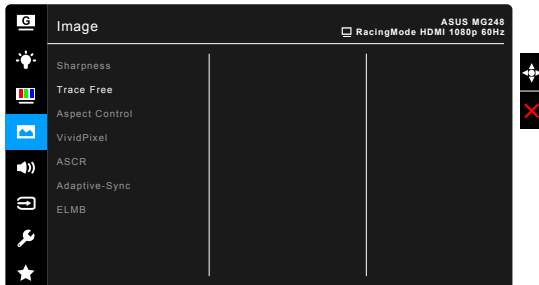 G
Image
ASUS MG248
RacingMode HDMI 1080p 60Hz
Sharpness
Trace Free
Aspect Control
VividPixel
ASCR
Adaptive-Sync
ELMB